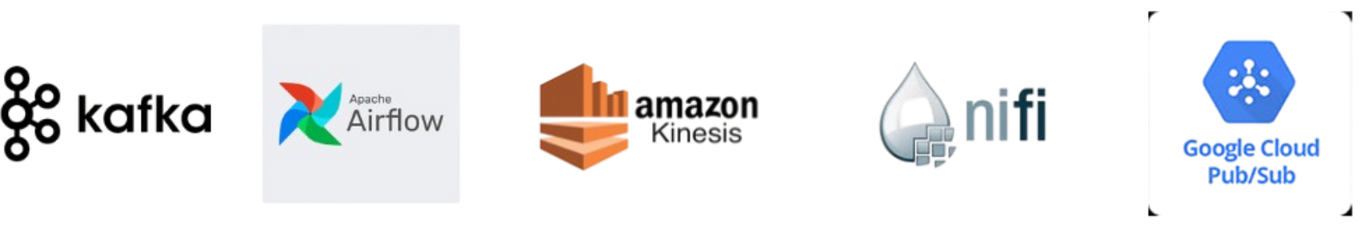 kafka
Apache
Airflow
amazon
Kinesis
nifi
Google Cloud
Pub/Sub